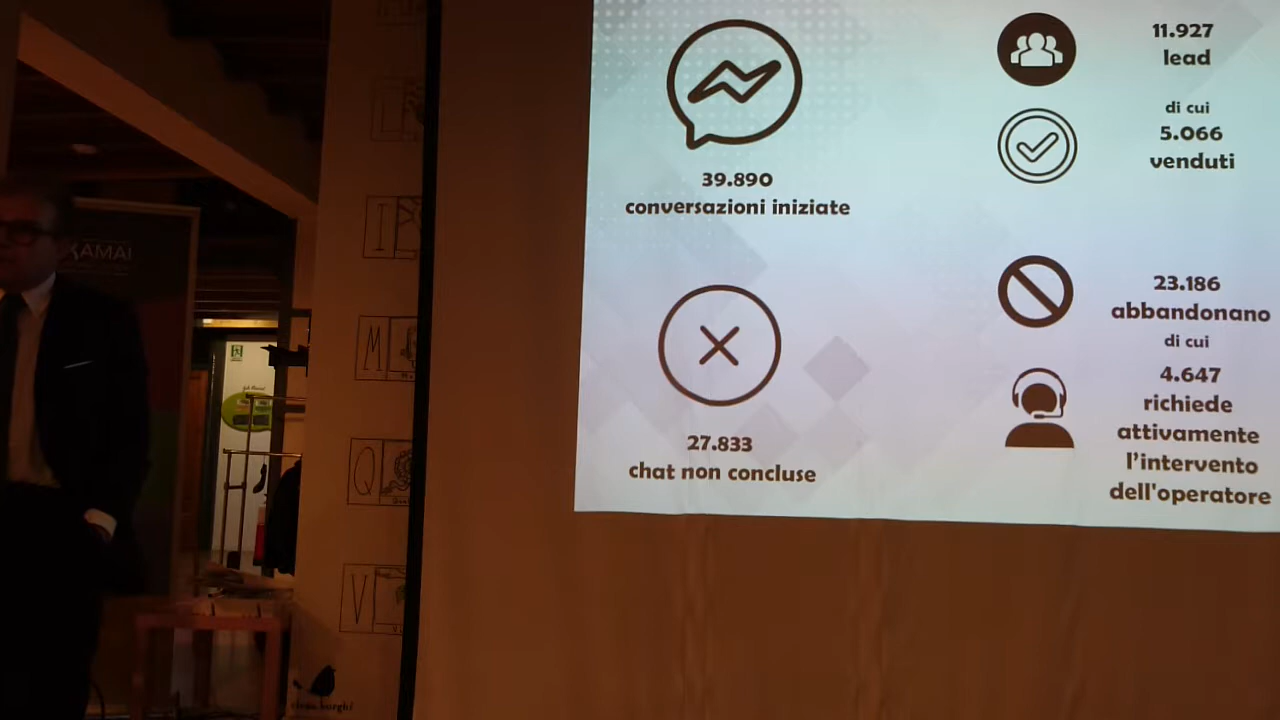 39.890
conversazioni iniziate
27.833
chat non concluse
11.927
lead
di cui
5.066
venduti
23.186
abbandonano
di cui
4.647
richiede
attivamente
l'intervento
dell'operatore
KAMAI
I
M
Q
V